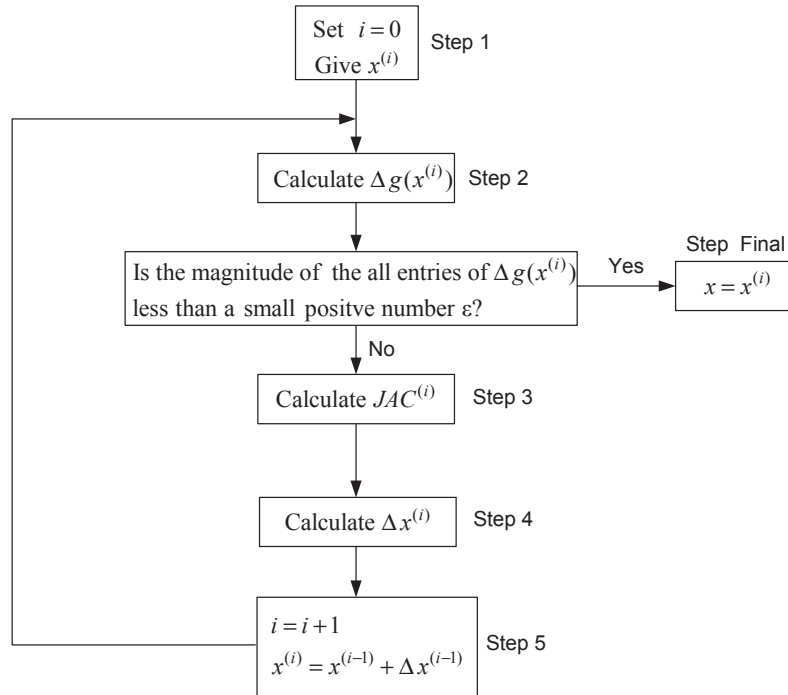 Set i = 0
Give x^(i)
Step 1
Calculate Δg(x^(i))
Step 2
Is the magnitude of the all entries of Δg(x^(i))
less than a small positve number ε?
Yes
Step Final
x = x^(i)
No
Calculate JAC^(i)
Step 3
Calculate Δx^(i)
Step 4
i = i + 1
x^(i) = x^(i−1) + Δx^(i−1)
Step 5